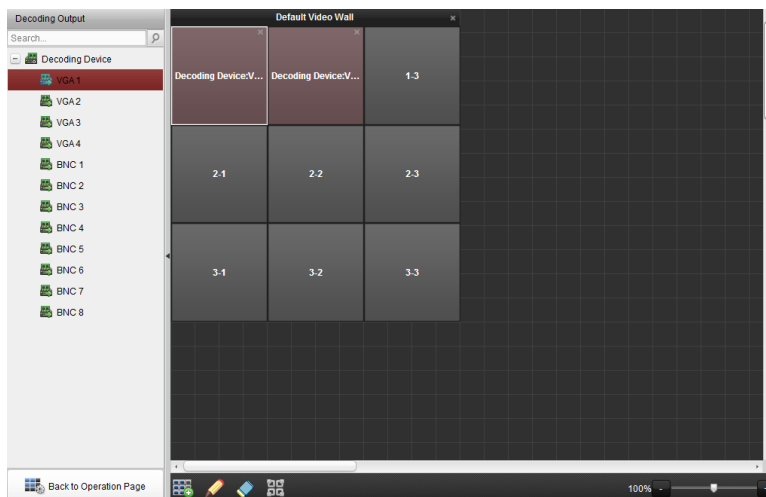 Decoding Output
Search...
Decoding Device
VGA 1
VGA 2
VGA 3
VGA 4
BNC 1
BNC 2
BNC 3
BNC 4
BNC 5
BNC 6
BNC 7
BNC 8
Back to Operation Page
Default Video Wall
Decoding Device:V... Decoding Device:V... 1-3
2-1 2-2 2-3
3-1 3-2 3-3
100%